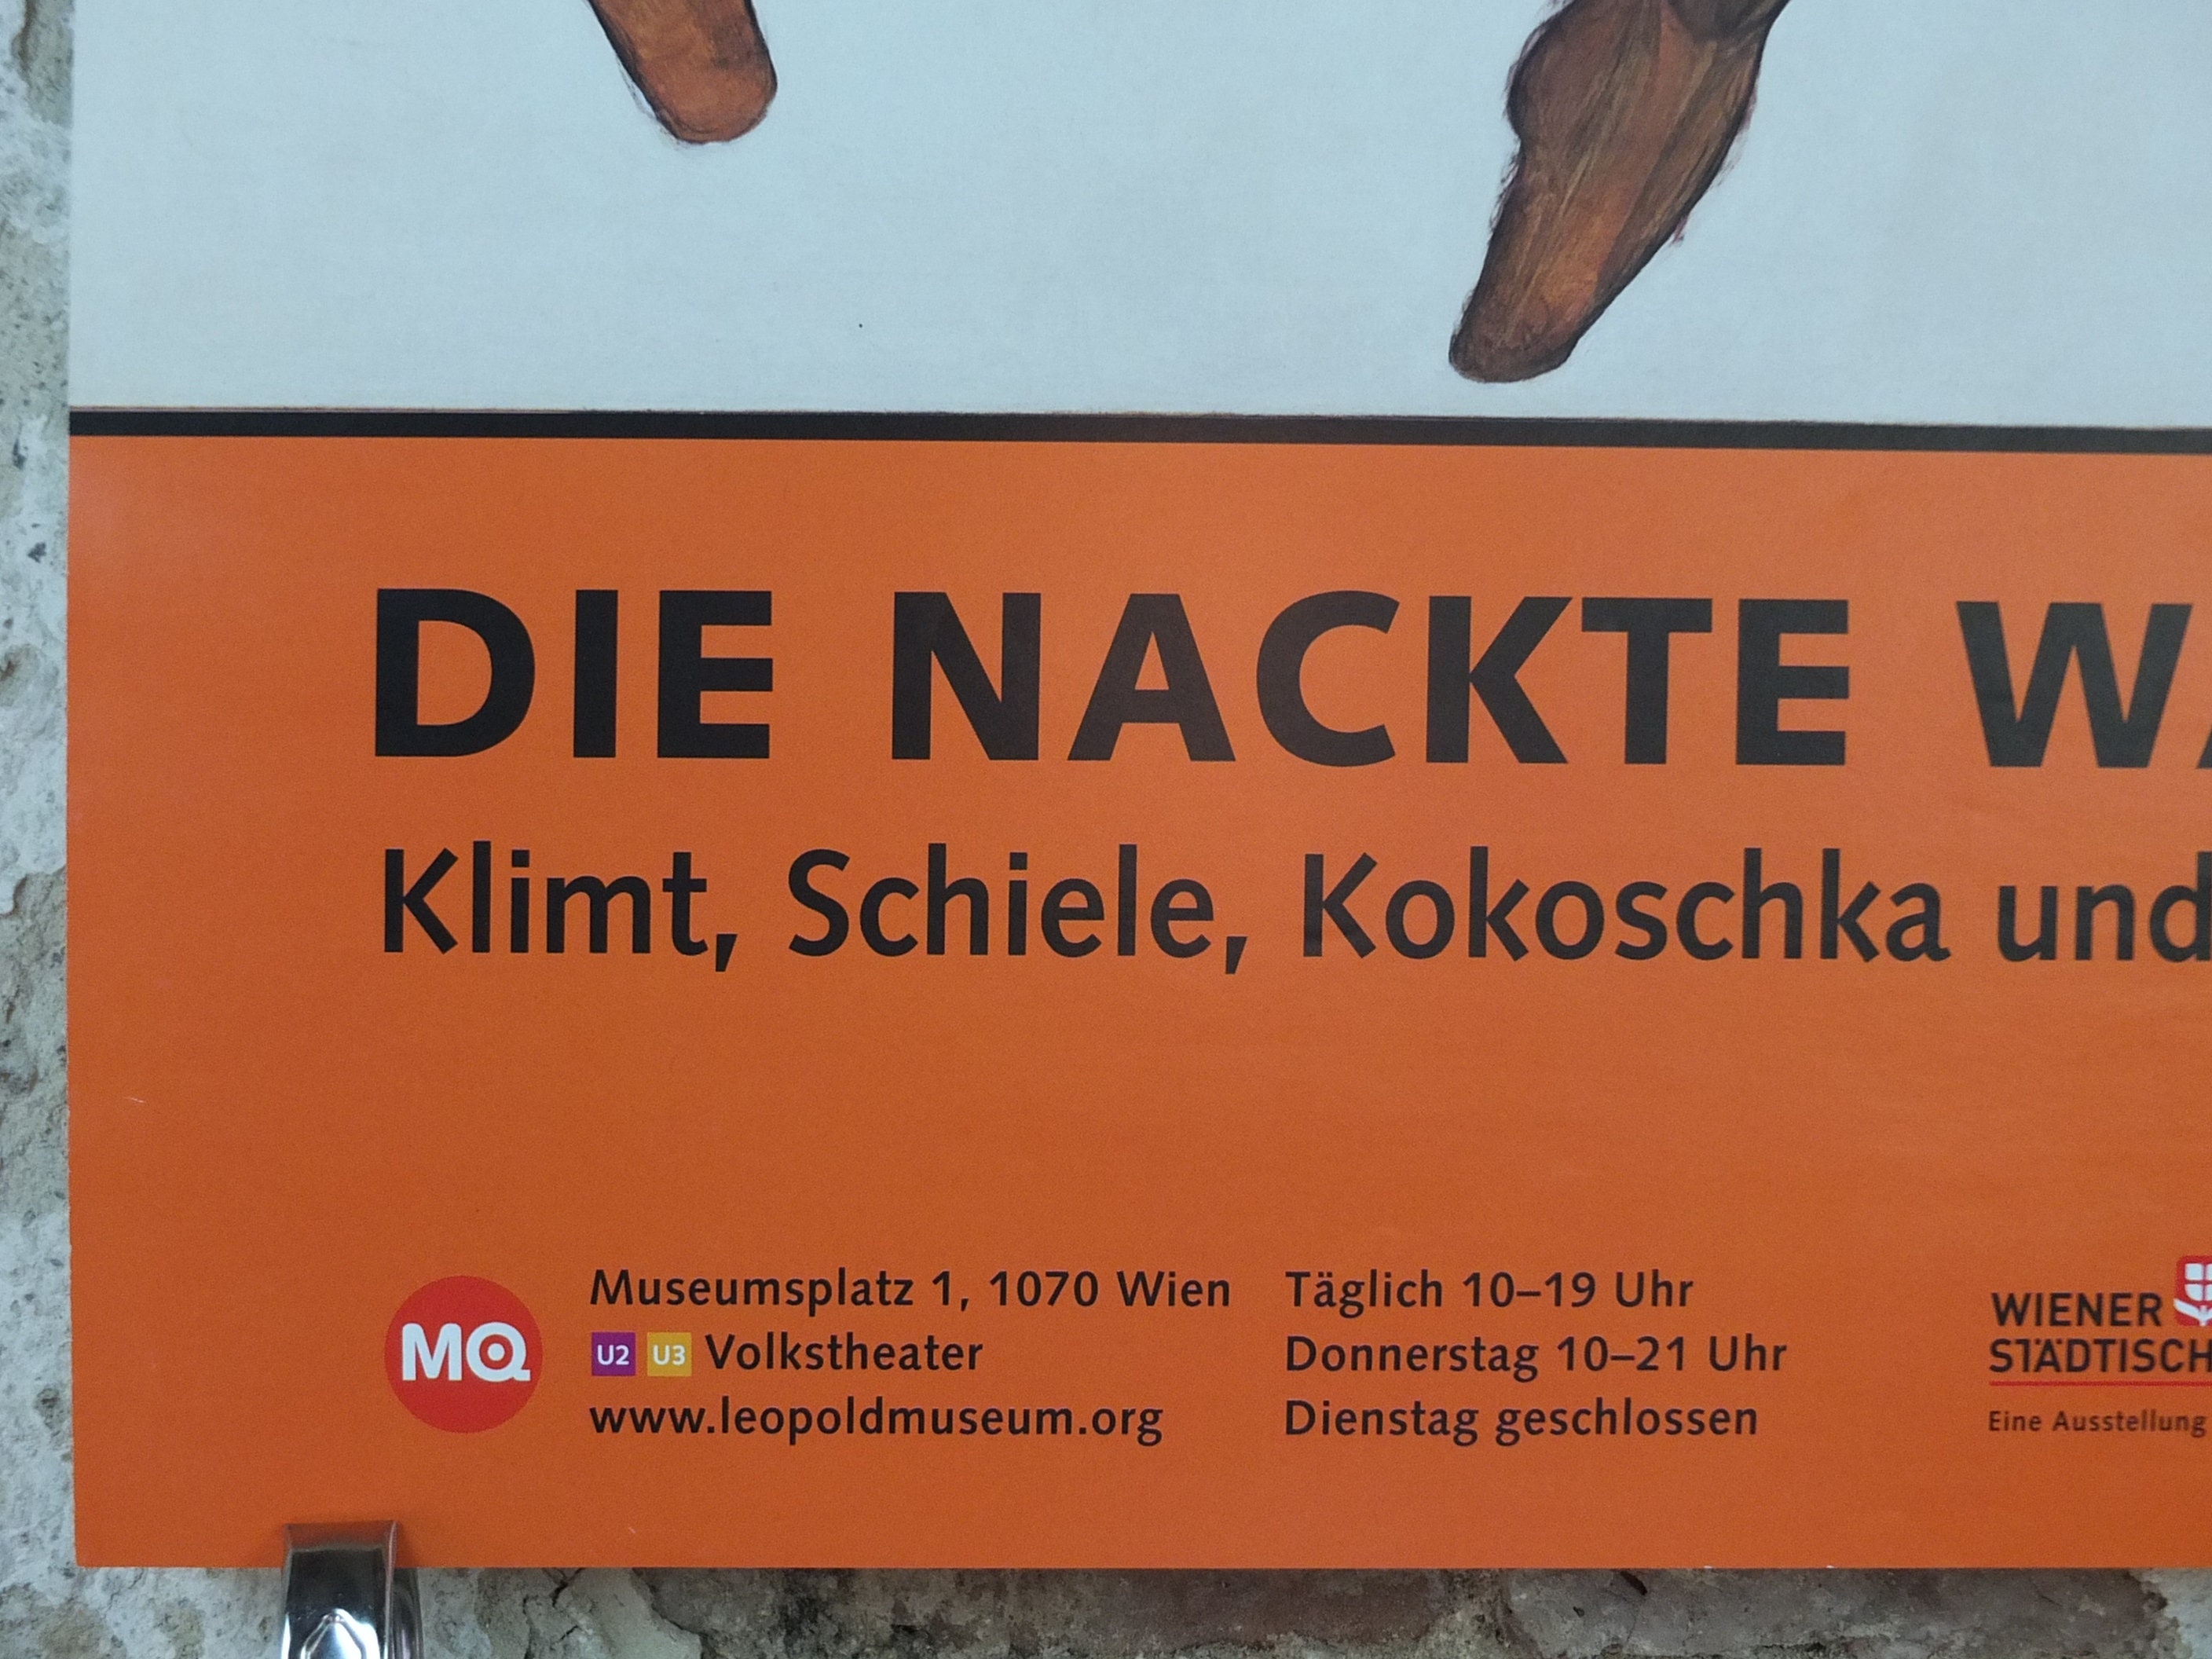 DIE NACKTE WA
Klimt, Schiele, Kokoschka und
MQ
Museumsplatz 1, 1070 Wien
U2 U3 Volkstheater
www.leopoldmuseum.org
Täglich 10–19 Uhr
Donnerstag 10–21 Uhr
Dienstag geschlossen
WIENER
STÄDTISCH
Eine Ausstellung